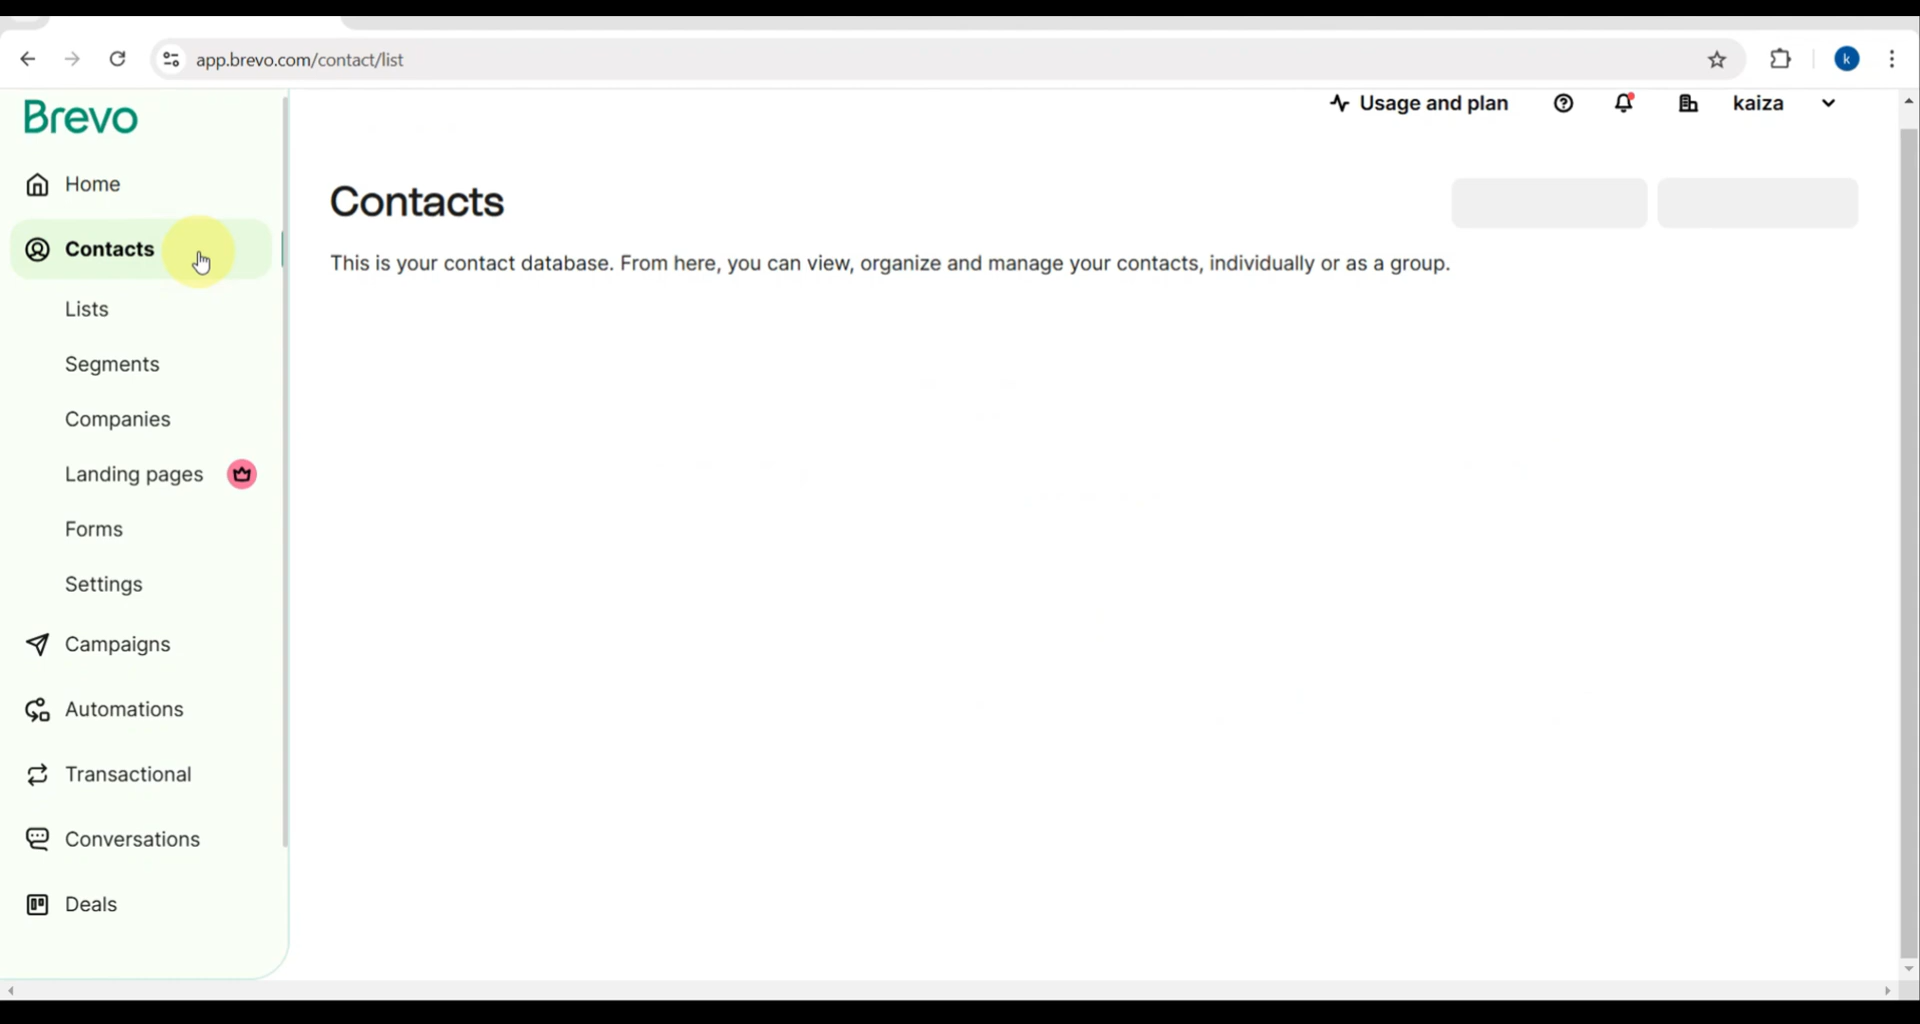 app.brevo.com/contact/list
k
Brevo
Usage and plan
kaiza
Home
Contacts
Lists
Segments
Companies
Landing pages
Forms
Settings
Campaigns
Automations
Transactional
Conversations
Deals
Contacts
This is your contact database. From here, you can view, organize and manage your contacts, individually or as a group.